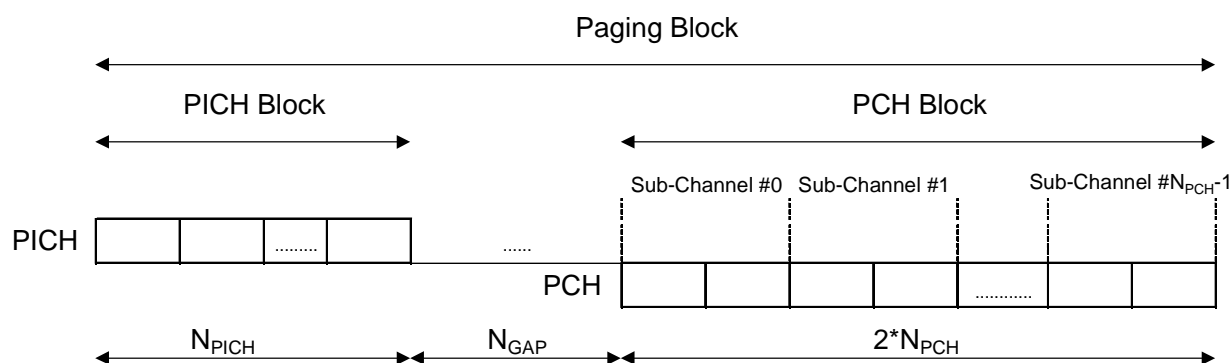 Paging Block
PICH Block PCH Block
Sub-Channel #0 Sub-Channel #1 Sub-Channel #N_PCH-1
PICH ......... ......
PCH ............
N_PICH N_GAP 2*N_PCH